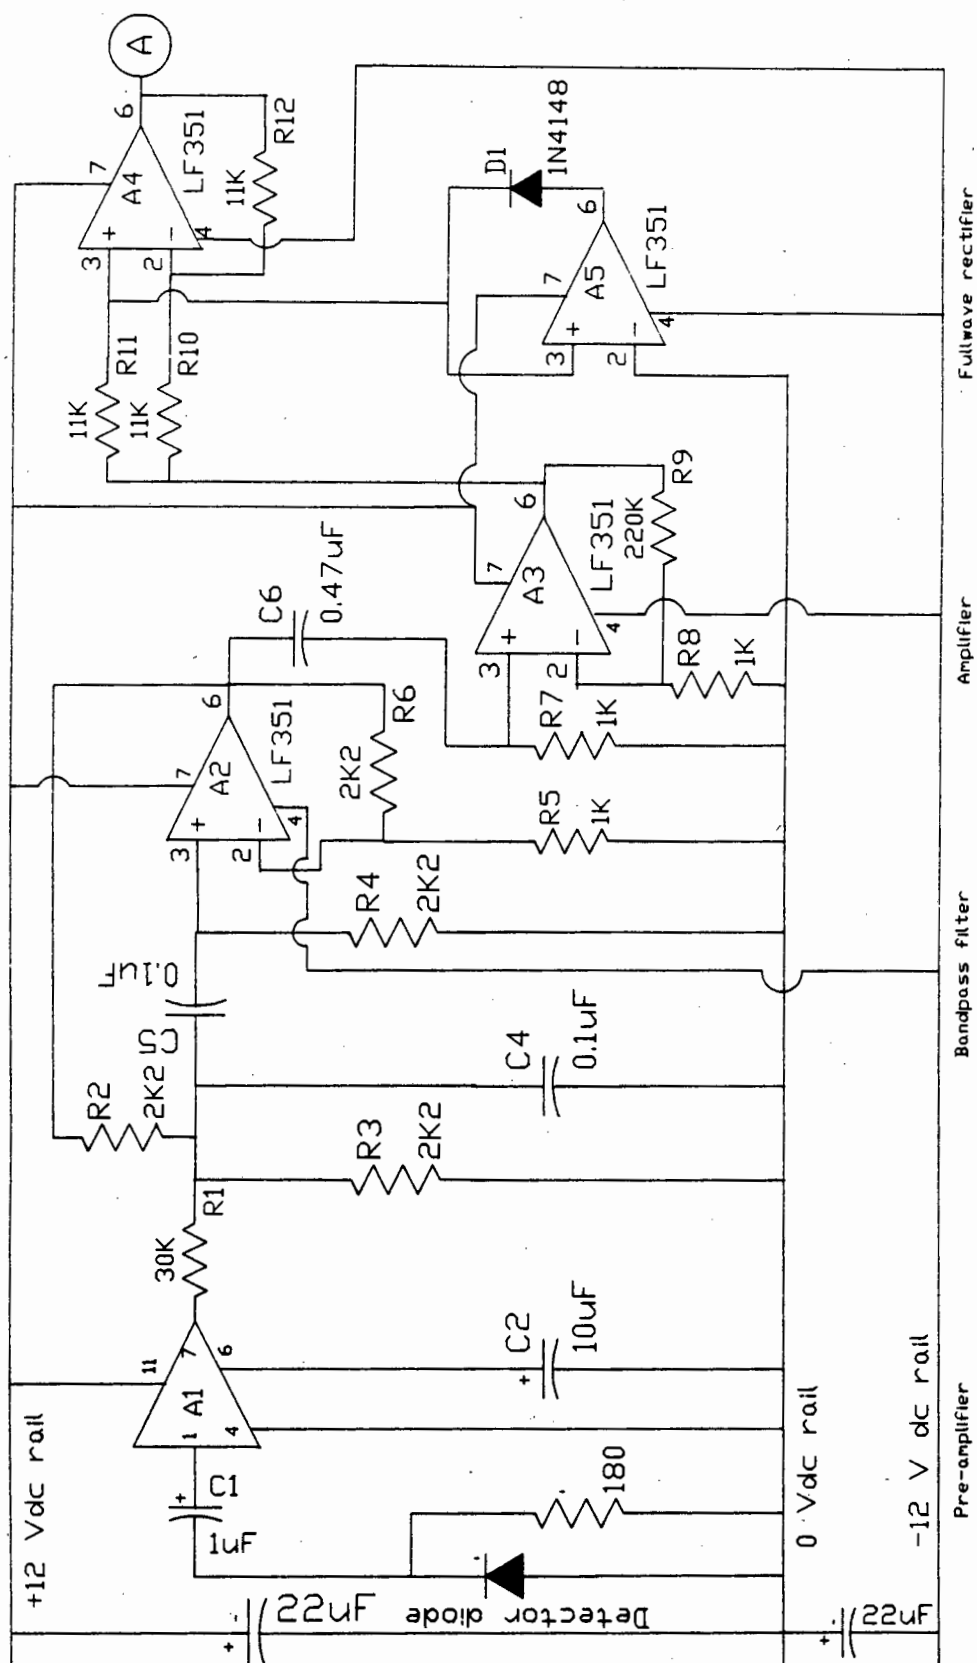 +12 Vdc rail
0 Vdc rail
-12 V dc rail
22uF
+
-
22uF
+
-
Detector diode
180
1uF
C1
+
1
A1
4
11
7
6
C2
10uF
+
30K
R1
R2
2K2
R3
2K2
C4
0.1uF
C5
0.1uF
R4
2K2
3
2
+
-
A2
7
4
6
LF351
R6
2K2
R5
1K
C6
0.47uF
R7
1K
3
2
+
-
A3
7
4
6
LF351
220K
R9
R8
1K
11K
R11
11K
R10
3
2
+
-
A4
7
4
6
LF351
11K
R12
A
3
2
+
-
A5
7
4
6
LF351
D1
1N4148
Pre-amplifier
Bandpass filter
Amplifier
Fullwave rectifier